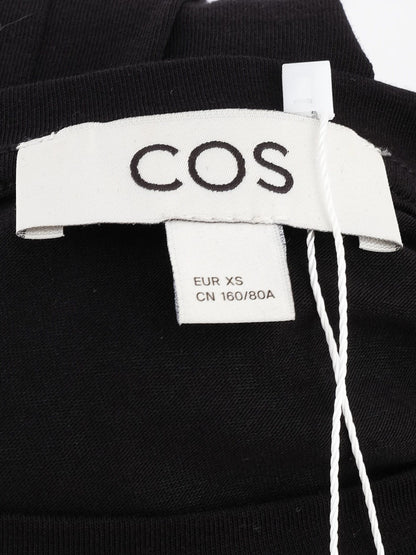 COS
EUR XS
CN 160/80A